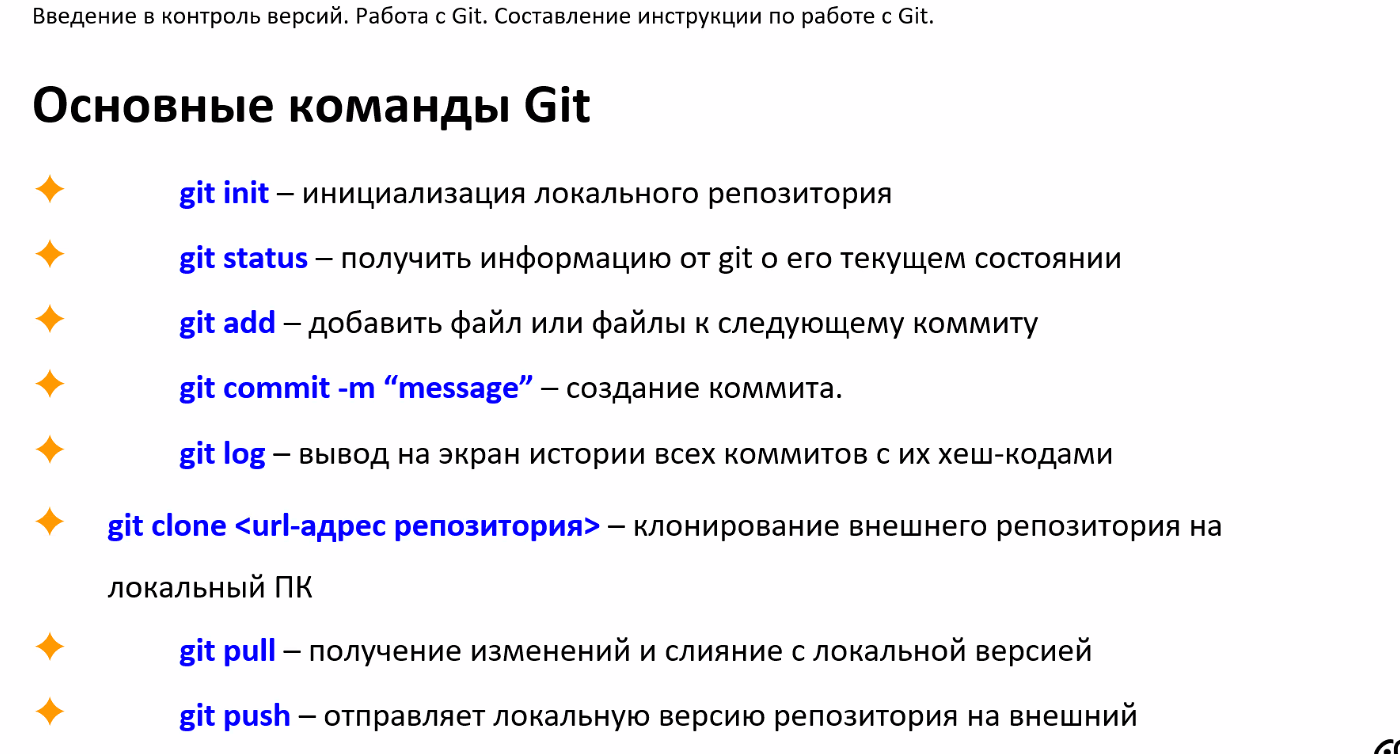 Введение в контроль версий. Работа с Git. Составление инструкции по работе с Git.
Основные команды Git
git init – инициализация локального репозитория
git status – получить информацию от git о его текущем состоянии
git add – добавить файл или файлы к следующему коммиту
git commit -m “message” – создание коммита.
git log – вывод на экран истории всех коммитов с их хеш-кодами
git clone <url-адрес репозитория> – клонирование внешнего репозитория на
локальный ПК
git pull – получение изменений и слияние с локальной версией
git push – отправляет локальную версию репозитория на внешний